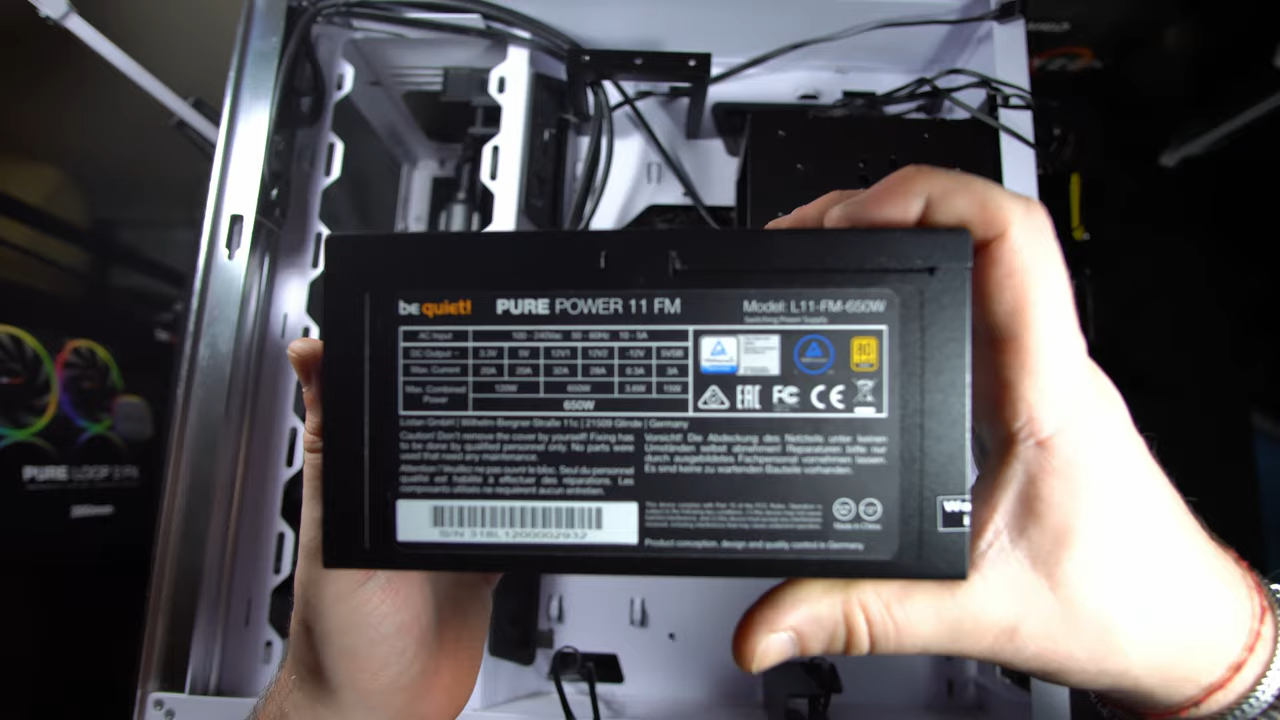 be quiet! PURE POWER 11 FM Model: L11-FM-650W
Switching Power Supply
AC Input 100 - 240Vac 50 - 60Hz 10 - 5A
DC Output 3.3V 5V 12V1 12V2 -12V 5VSB
Max. Current 20A 20A 32A 28A 0.3A 3A
Max. Combined Power 120W 650W 3.6W 15W
650W
80
EAC FC CE
Listan GmbH | Wilhelm-Bergner-Straße 11c | 21509 Glinde | Germany
Caution! Don't remove the cover by yourself! Fixing has
to be done by qualified personnel only. No parts were
used that need any maintenance.
Attention ! Veuillez ne pas ouvrir le bloc. Seul du personnel
qualifié est habilité à effectuer des réparations. Les
composants utilisés ne requièrent aucun entretien.
Vorsicht! Die Abdeckung des Netzteils unter keinen
Umständen selbst abnehmen! Reparaturen bitte nur
durch ausgebildetes Fachpersonal vornehmen lassen.
Es sind keine zu wartenden Bauteile vorhanden.
S/N 318L1200002932
Made in China
Product conception, design and quality control in Germany
PURE LOOP 2 FX